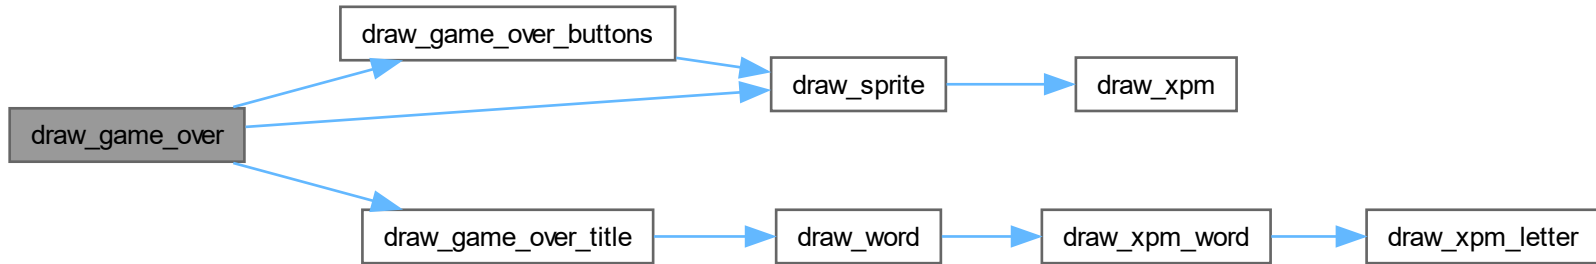 draw_game_over_buttons
draw_sprite
draw_xpm
draw_game_over
draw_game_over_title
draw_word
draw_xpm_word
draw_xpm_letter